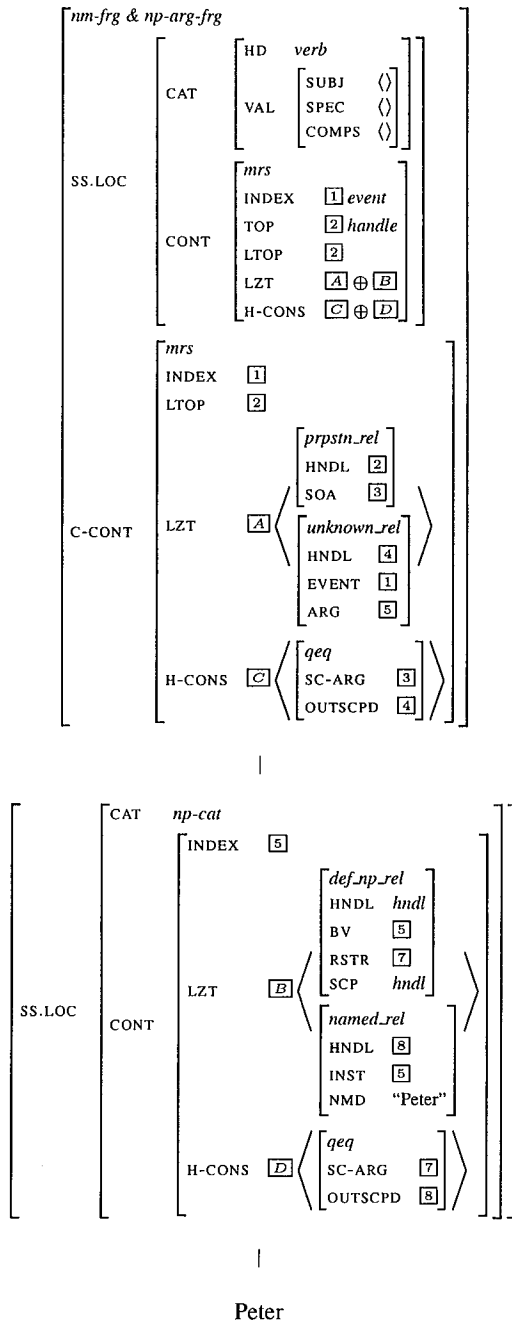 nm-frg & np-arg-frg
HD verb
SUBJ ⟨⟩
CAT
VAL SPEC ⟨⟩
COMPS ⟨⟩
SS.LOC
mrs
INDEX 1 event
TOP 2 handle
CONT
LTOP 2
LZT A ⊕ B
H-CONS C ⊕ D
mrs
INDEX 1
LTOP 2
prpstn_rel
HNDL 2
SOA 3
C-CONT
LZT A
unknown_rel
HNDL 4
EVENT 1
ARG 5
qeq
H-CONS C SC-ARG 3
OUTSCPD 4
CAT np-cat
INDEX 5
def_np_rel
HNDL hndl
BV 5
RSTR 7
LZT B SCP hndl
SS.LOC
CONT
named_rel
HNDL 8
INST 5
NMD “Peter”
qeq
H-CONS D SC-ARG 7
OUTSCPD 8
Peter